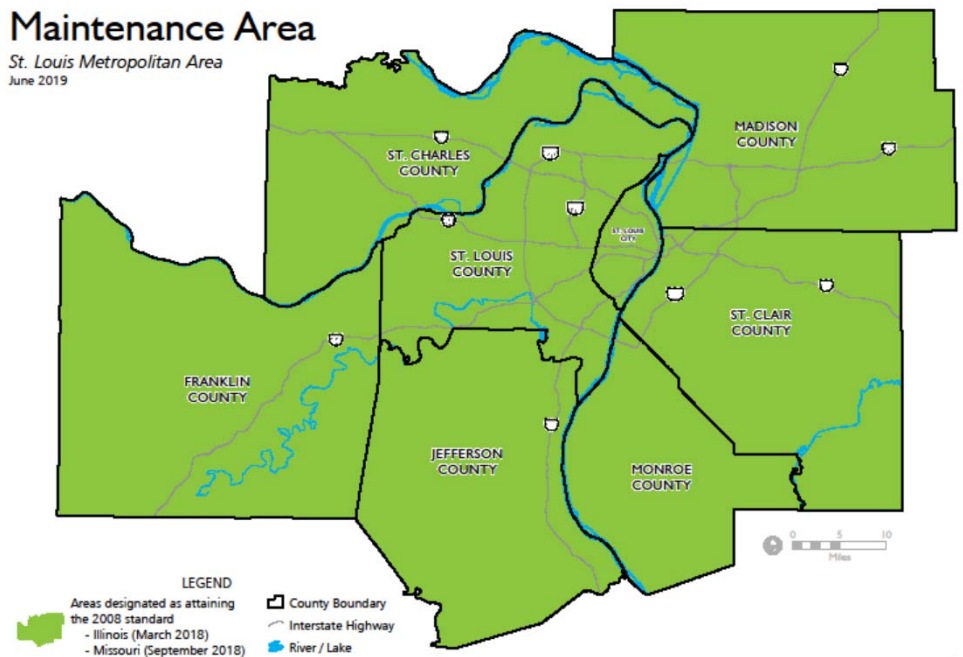 Maintenance Area
St. Louis Metropolitan Area
June 2019
MADISON
COUNTY
ST. CHARLES
COUNTY
ST. LOUIS
CITY
ST. LOUIS
COUNTY
ST. CLAIR
COUNTY
FRANKLIN
COUNTY
JEFFERSON
COUNTY
MONROE
COUNTY
0 5 10
Miles
LEGEND
Areas designated as attaining
the 2008 standard
- Illinois (March 2018)
- Missouri (September 2018)
County Boundary
Interstate Highway
River / Lake